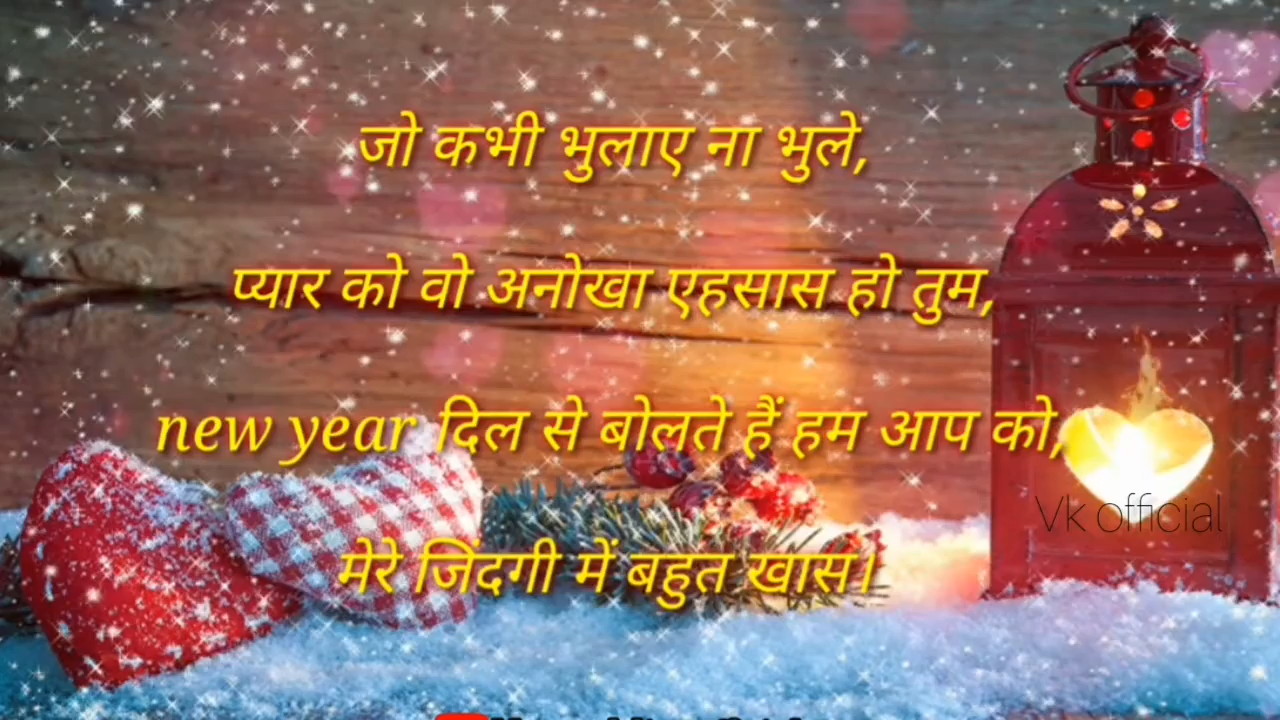 जो कभी भुलाए ना भुले,
प्यार को वो अनोखा एहसास हो तुम,
new year दिल से बोलते हैं हम आप को,
Vk official
मेरे जिंदगी में बहुत खास।